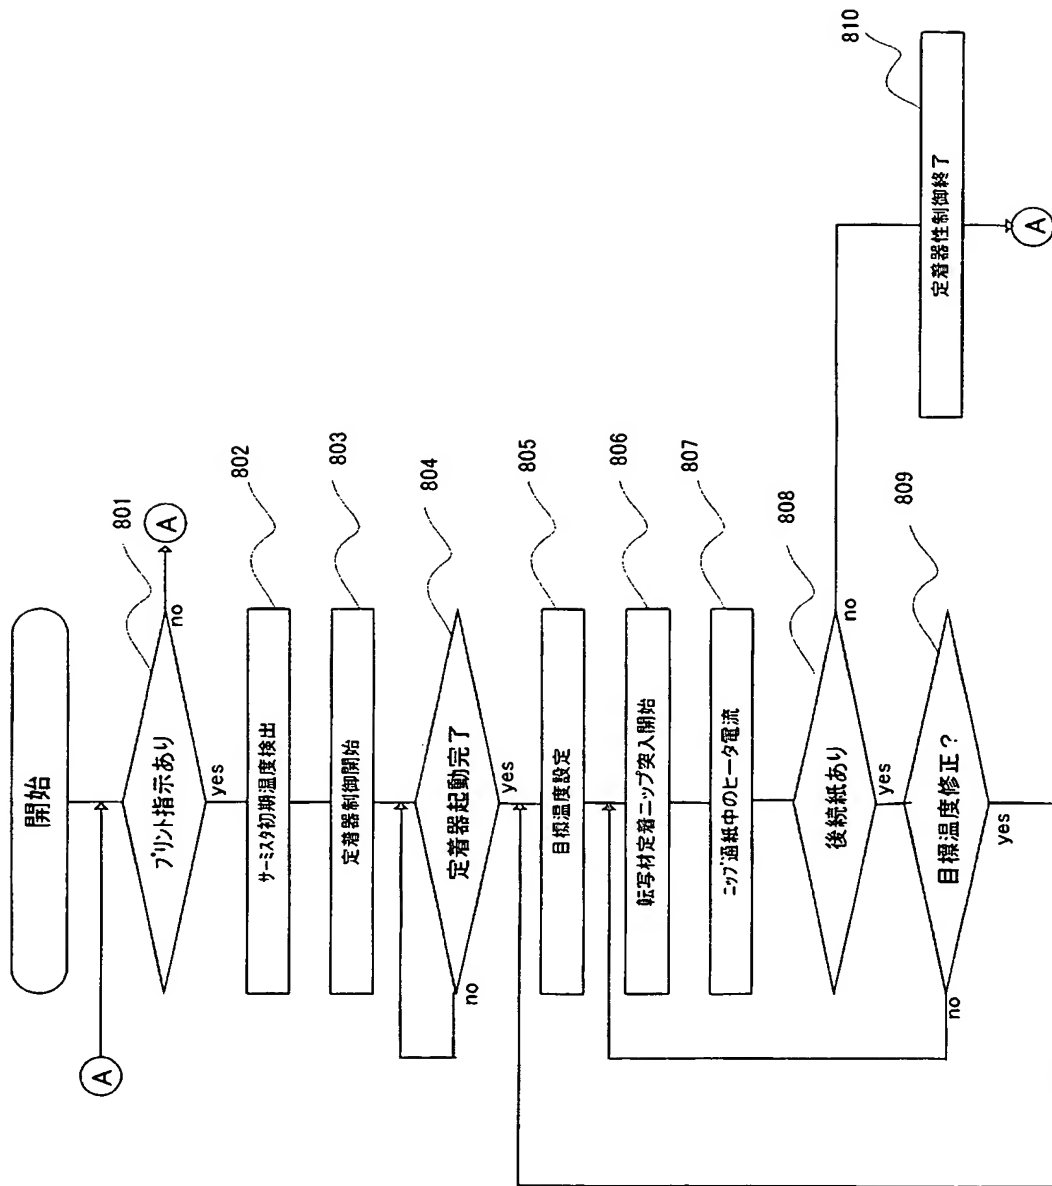 開始
A
プリント指示あり
801
no
A
yes
サーミスタ初期温度検出
802
定着器制御開始
803
定着器起動完了
804
no
yes
目標温度設定
805
転写材定着ニップ突入開始
806
ニップ通紙中のヒータ電流
807
後続紙あり
808
no
yes
定着器性制御終了
810
A
目標温度修正?
809
no
yes